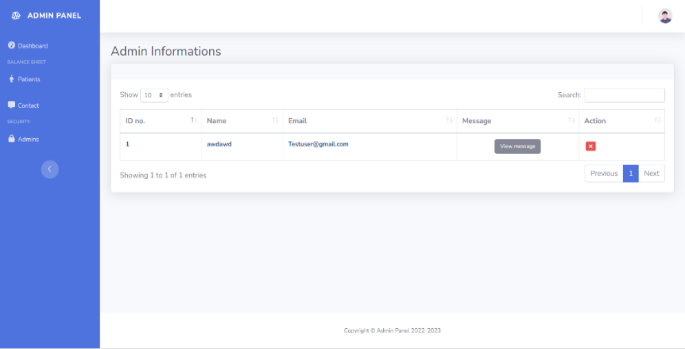 ADMIN PANEL
Dashboard
BALANCE SHEET
Patients
Contact
SECURITY
Admins
Admin Informations
Show 10 entries
Search:
ID no. Name Email Message Action
1 awdawd Testuser@gmail.com View message
Showing 1 to 1 of 1 entries
Previous 1 Next
Copyright © Admin Panel 2022-2023